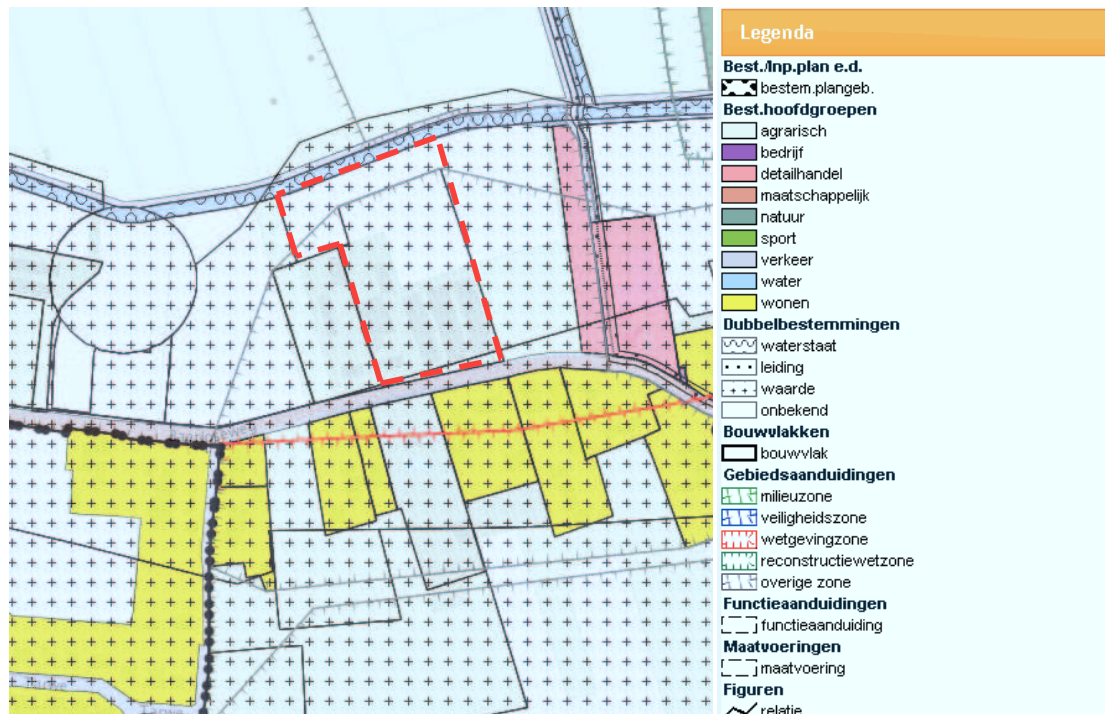 Legenda
Best./Inp.plan e.d.
bestem.plangeb.
Best.hoofdgroepen
agrarisch
bedrijf
detailhandel
maatschappelijk
natuur
sport
verkeer
water
wonen
Dubbelbestemmingen
waterstaat
leiding
waarde
onbekend
Bouwvlakken
bouwvlak
Gebiedsaanduidingen
milieuzone
veiligheidszone
wetgevingzone
reconstructiewetzone
overige zone
Functieaanduidingen
functieaanduiding
Maatvoeringen
maatvoering
Figuren
relatie